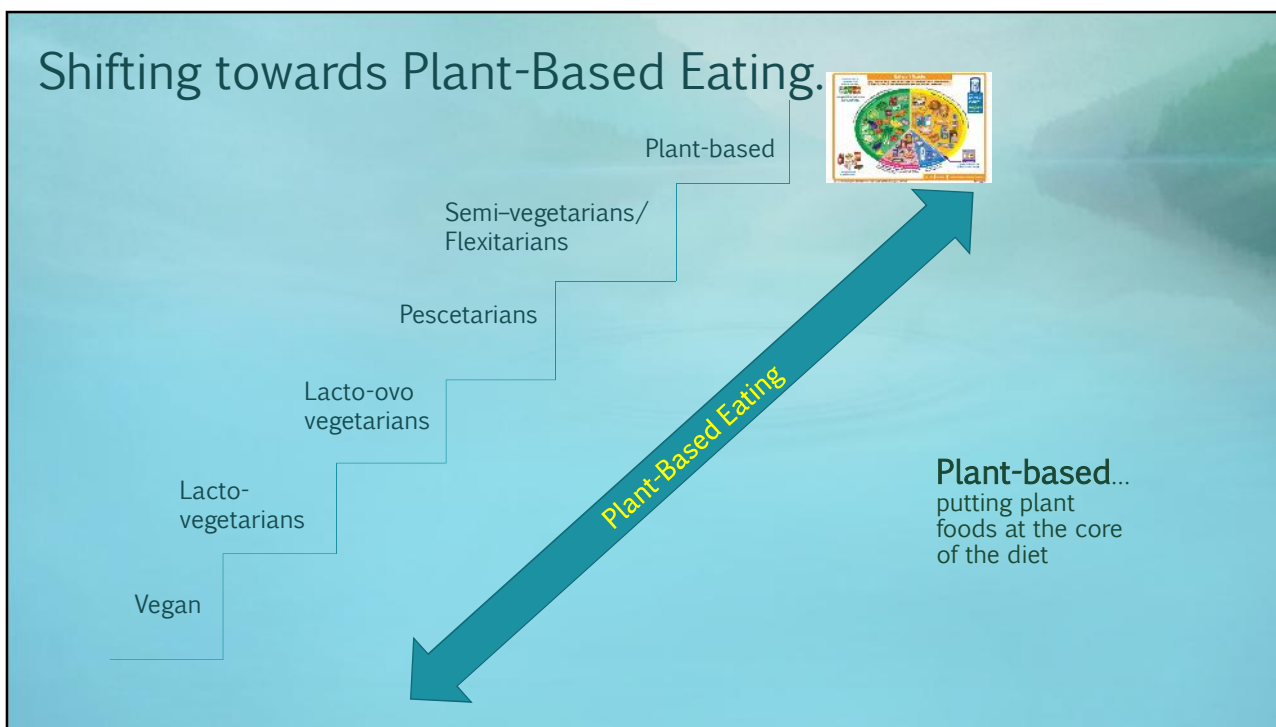 Shifting towards Plant-Based Eating.
Plant-based
Semi–vegetarians/
Flexitarians
Pescetarians
Lacto-ovo
vegetarians
Lacto-
vegetarians
Vegan
Plant-Based Eating
Plant-based...
putting plant
foods at the core
of the diet